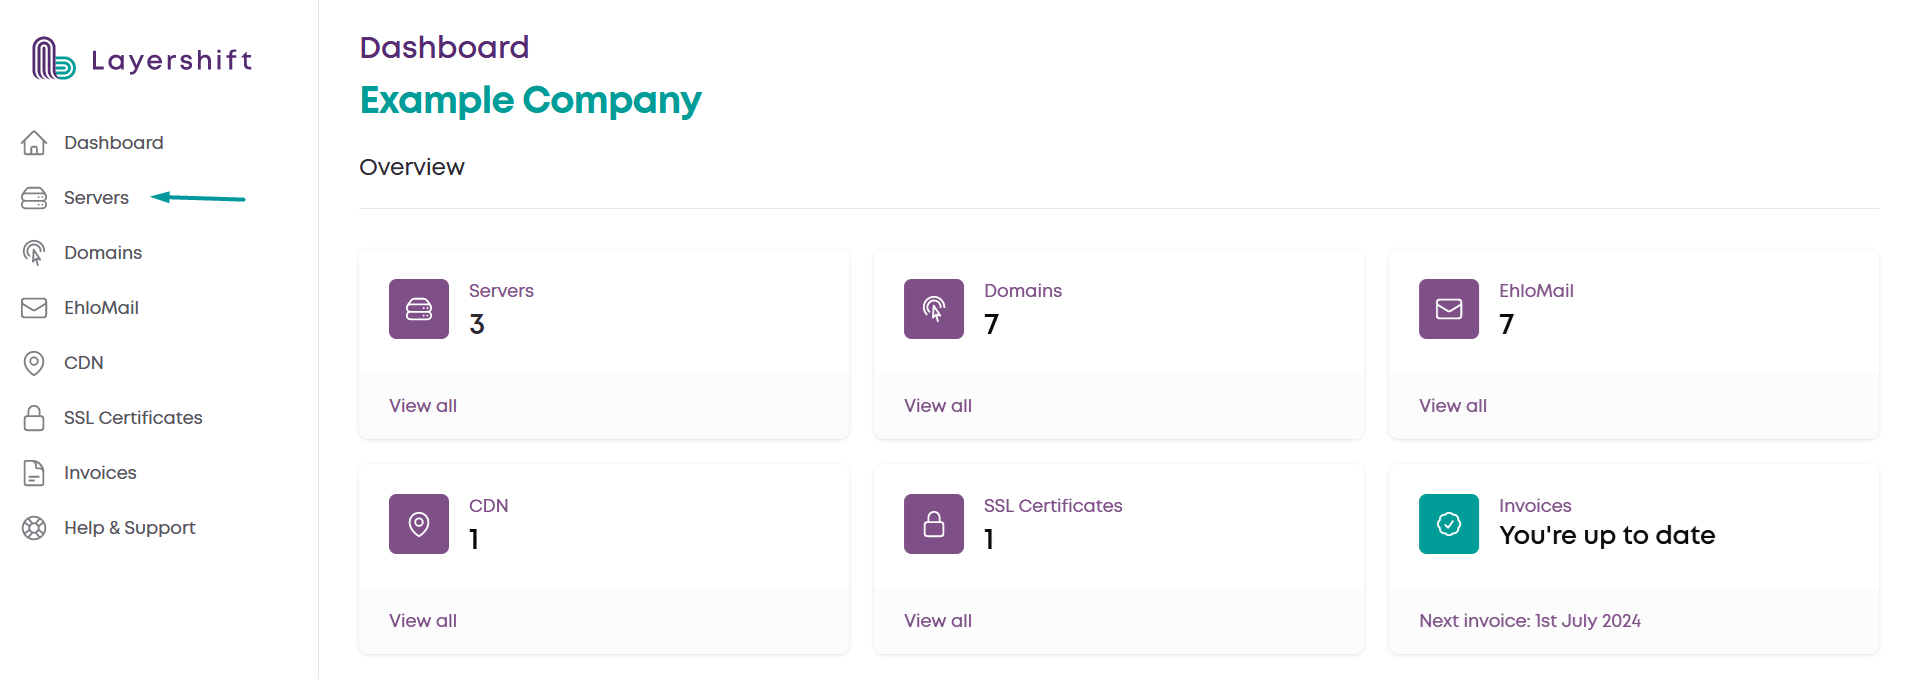 Layershift
Dashboard
Servers
Domains
EhloMail
CDN
SSL Certificates
Invoices
Help & Support
Dashboard
Example Company
Overview
Servers
3
View all
Domains
7
View all
EhloMail
7
View all
CDN
1
View all
SSL Certificates
1
View all
Invoices
You're up to date
Next invoice: 1st July 2024